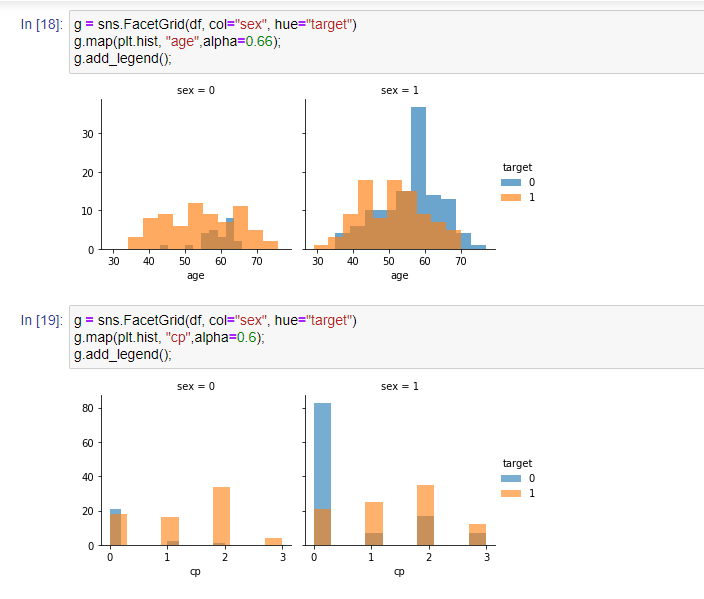 In [18]: g = sns.FacetGrid(df, col="sex", hue="target")
g.map(plt.hist, "age",alpha=0.66);
g.add_legend();
sex = 0 sex = 1
30
20
10
0
30 40 50 60 70 30 40 50 60 70
age age
target
0
1
In [19]: g = sns.FacetGrid(df, col="sex", hue="target")
g.map(plt.hist, "cp",alpha=0.6);
g.add_legend();
sex = 0 sex = 1
80
60
40
20
0
0 1 2 3 0 1 2 3
cp cp
target
0
1